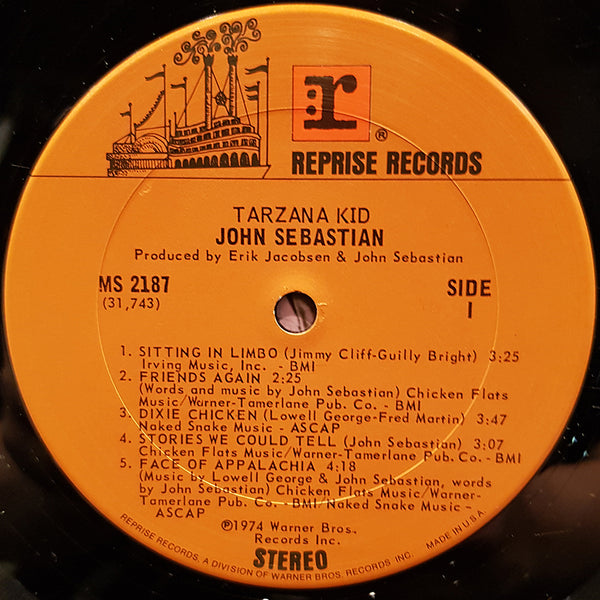 r
®
REPRISE RECORDS
TARZANA KID
JOHN SEBASTIAN
Produced by Erik Jacobsen & John Sebastian
MS 2187
(31,743)
SIDE
1
1. SITTING IN LIMBO (Jimmy Cliff-Guilly Bright) 3:25
Irving Music, Inc. - BMI
2. FRIENDS AGAIN 2:25
(Words and music by John Sebastian) Chicken Flats
Music/Warner-Tamerlane Pub. Co. - BMI
3. DIXIE CHICKEN (Lowell George-Fred Martin) 3:47
Naked Snake Music - ASCAP
4. STORIES WE COULD TELL (John Sebastian) 3:07
Chicken Flats Music/Warner-Tamerlane Pub. Co. - BMI
5. FACE OF APPALACHIA 4:18
(Music by Lowell George & John Sebastian, words
by John Sebastian) Chicken Flats Music/Warner-
Tamerlane Pub. Co. - BMI/Naked Snake Music -
ASCAP
℗1974 Warner Bros.
Records Inc.
STEREO
REPRISE RECORDS, A DIVISION OF WARNER BROS. RECORDS INC. MADE IN U.S.A.